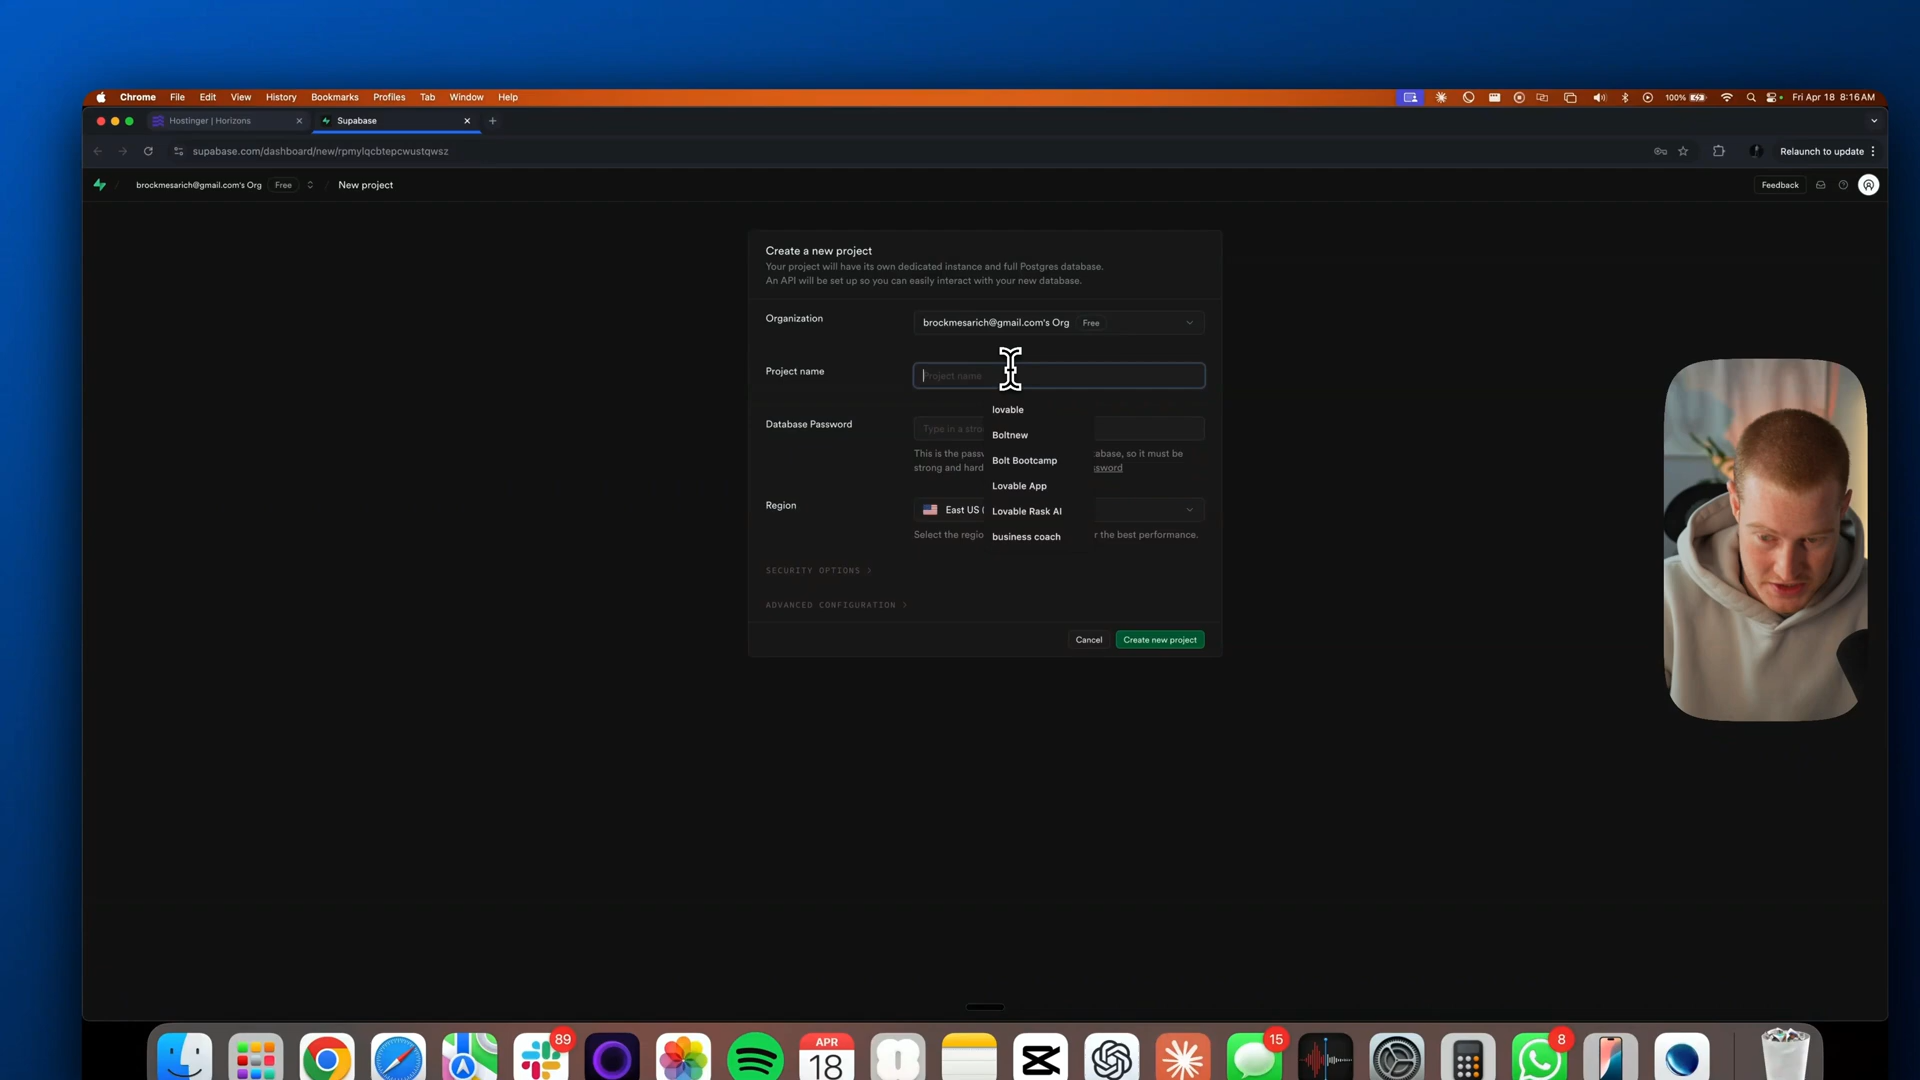 Chrome File Edit View History Bookmarks Profiles Tab Window Help 100% Fri Apr 18 8:16 AM
Hostinger | Horizons Supabase
supabase.com/dashboard/new/rpmylqcbtepcwustqwsz Relaunch to update
brockmesarich@gmail.com's Org Free New project Feedback
Create a new project
Your project will have its own dedicated instance and full Postgres database.
An API will be set up so you can easily interact with your new database.
Organization brockmesarich@gmail.com's Org Free
Project name Project name
lovable
Database Password Type in a stro
Boltnew
This is the passw abase, so it must be
Bolt Bootcamp
strong and hard ssword
Lovable App
Region East US (
Lovable Rask AI
Select the regio r the best performance.
business coach
SECURITY OPTIONS
ADVANCED CONFIGURATION
Cancel Create new project
89 APR 18 15 8